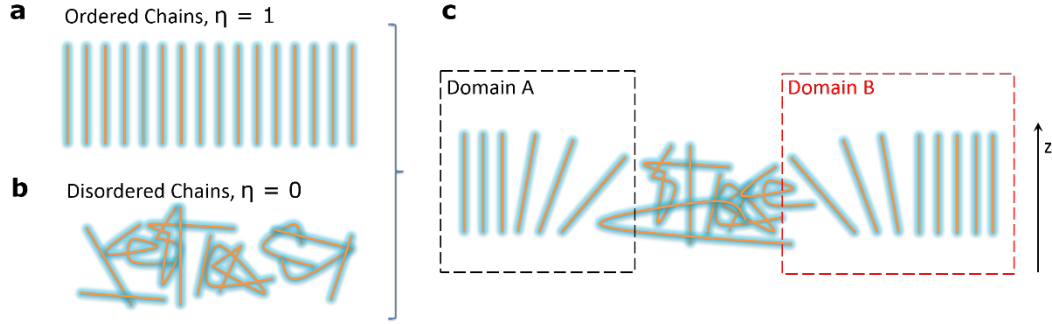 a
Ordered Chains, η = 1
b
Disordered Chains, η = 0
c
Domain A
Domain B
z